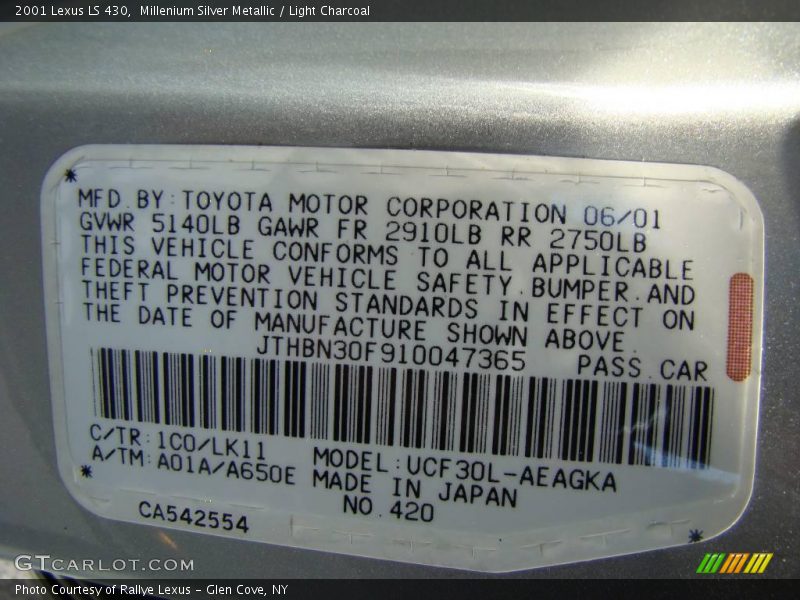 2001 Lexus LS 430,  Millenium Silver Metallic / Light Charcoal
MFD.BY:TOYOTA MOTOR CORPORATION 06/01
GVWR 5140LB GAWR FR 2910LB RR 2750LB
THIS VEHICLE CONFORMS TO ALL APPLICABLE
FEDERAL MOTOR VEHICLE SAFETY.BUMPER.AND
THEFT PREVENTION STANDARDS IN EFFECT ON
THE DATE OF MANUFACTURE SHOWN ABOVE.
JTHBN30F910047365 PASS.CAR
C/TR:1C0/LK11
A/TM:A01A/A650E
MODEL:UCF30L-AEAGKA
MADE IN JAPAN
NO.420
CA542554
GTCARLOT.COM
Photo Courtesy of Rallye Lexus - Glen Cove, NY